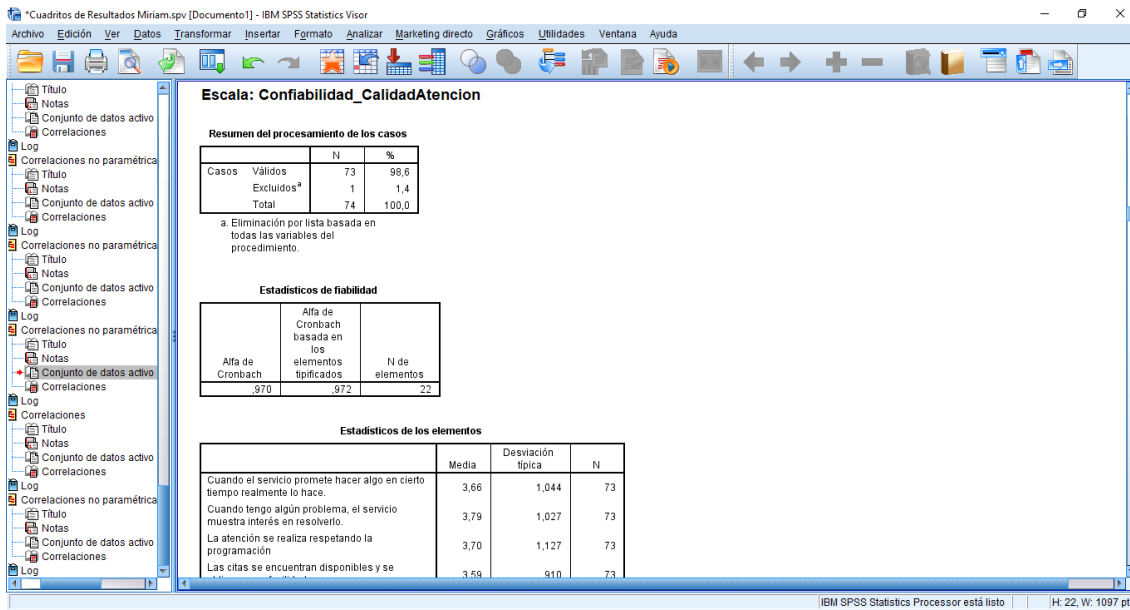 *Cuadritos de Resultados Miriam.spv [Documento1] - IBM SPSS Statistics Visor
Archivo Edición Ver Datos Transformar Insertar Formato Analizar Marketing directo Gráficos Utilidades Ventana Ayuda
Título
Notas
Conjunto de datos activo
Correlaciones
Log
Correlaciones no paramétrica
Título
Notas
Conjunto de datos activo
Correlaciones
Log
Correlaciones no paramétrica
Título
Notas
Conjunto de datos activo
Correlaciones
Log
Correlaciones no paramétrica
Título
Notas
Conjunto de datos activo
Correlaciones
Log
Correlaciones
Título
Notas
Conjunto de datos activo
Correlaciones
Log
Correlaciones no paramétrica
Título
Notas
Conjunto de datos activo
Correlaciones
Log
Escala: Confiabilidad_CalidadAtencion
Resumen del procesamiento de los casos
N %
Casos Válidos 73 98,6
Excluidosa 1 1,4
Total 74 100,0
a. Eliminación por lista basada en
todas las variables del
procedimiento.
Estadísticos de fiabilidad
Alfa de Cronbach
Alfa de Cronbach basada en los elementos tipificados
N de elementos
,970 ,972 22
Estadísticos de los elementos
Media Desviación típica N
Cuando el servicio promete hacer algo en cierto
tiempo realmente lo hace. 3,66 1,044 73
Cuando tengo algún problema, el servicio
muestra interés en resolverlo. 3,79 1,027 73
La atención se realiza respetando la
programación 3,70 1,127 73
Las citas se encuentran disponibles y se
3,59 ,910 73
IBM SPSS Statistics Processor está listo H: 22, W: 1097 pt